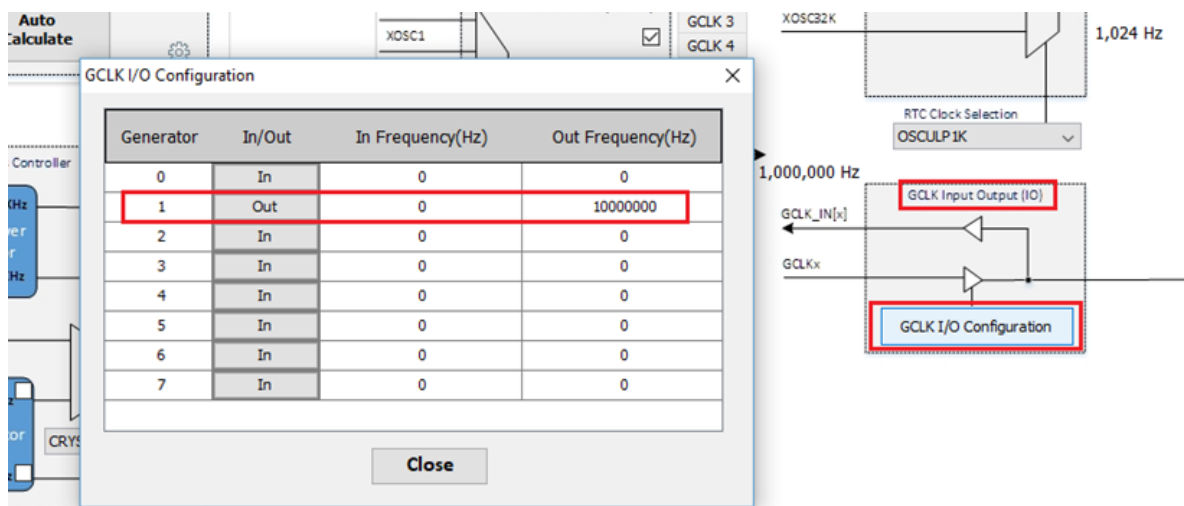 Auto
Calculate
XOSC1
GCLK 3
GCLK 4
XOSC32K
1,024 Hz
RTC Clock Selection
OSCULP1K
GCLK I/O Configuration
Generator In/Out In Frequency(Hz) Out Frequency(Hz)
0 In 0 0
1 Out 0 10000000
2 In 0 0
3 In 0 0
4 In 0 0
5 In 0 0
6 In 0 0
7 In 0 0
Close
Controller
Hz
Hz
1,000,000 Hz
GCLK Input Output (IO)
GCLK_IN[x]
GCLKx
GCLK I/O Configuration
CRYS